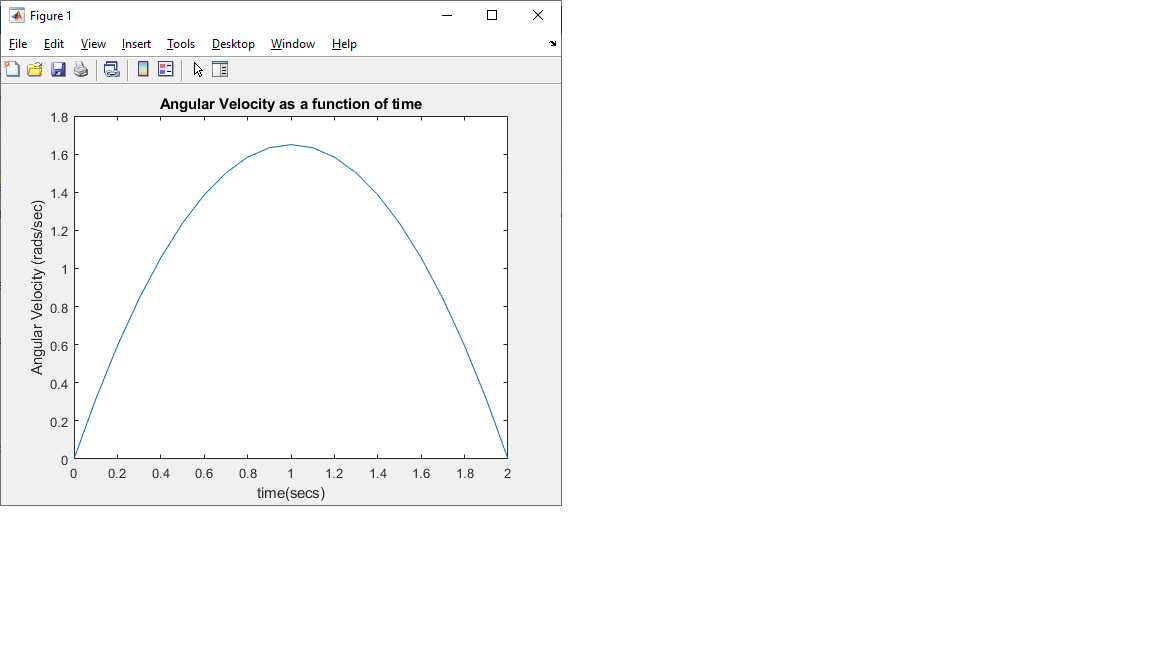 Figure 1
File Edit View Insert Tools Desktop Window Help
Angular Velocity as a function of time
1.8
1.6
1.4
1.2
1
0.8
0.6
0.4
0.2
0
Angular Velocity (rads/sec)
0 0.2 0.4 0.6 0.8 1 1.2 1.4 1.6 1.8 2
time(secs)